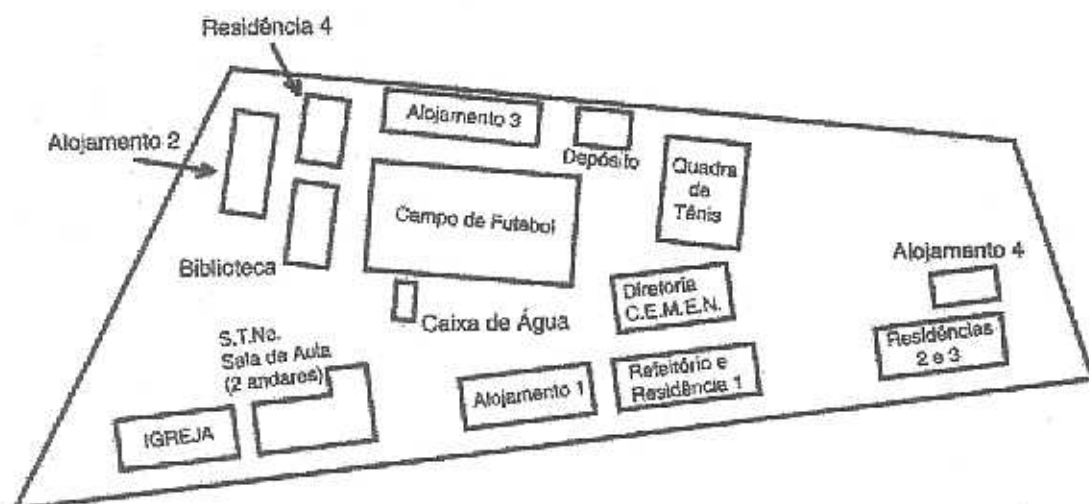 Residência 4
Alojamento 2
Alojamento 3
Depósito
Quadra
de
Tênis
Campo de Futebol
Biblioteca
Caixa de Água
Diretoria
C.E.M.E.N.
Alojamento 4
Residências
2 e 3
S.T.Ne.
Sala de Aula
(2 andares)
Alojamento 1
Refeitório e
Residência 1
IGREJA